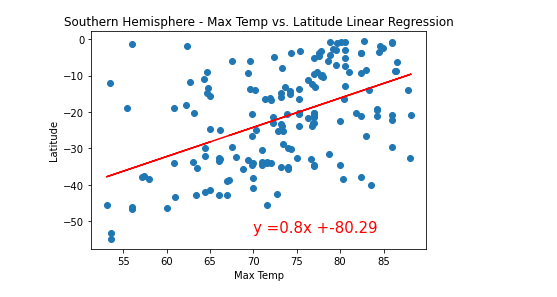 Southern Hemisphere - Max Temp vs. Latitude Linear Regression
0
−10
−20
−30
−40
−50
Latitude
y =0.8x +-80.29
55 60 65 70 75 80 85
Max Temp